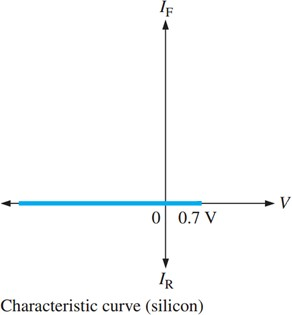 I_F
V
0 0.7 V
I_R
Characteristic curve (silicon)